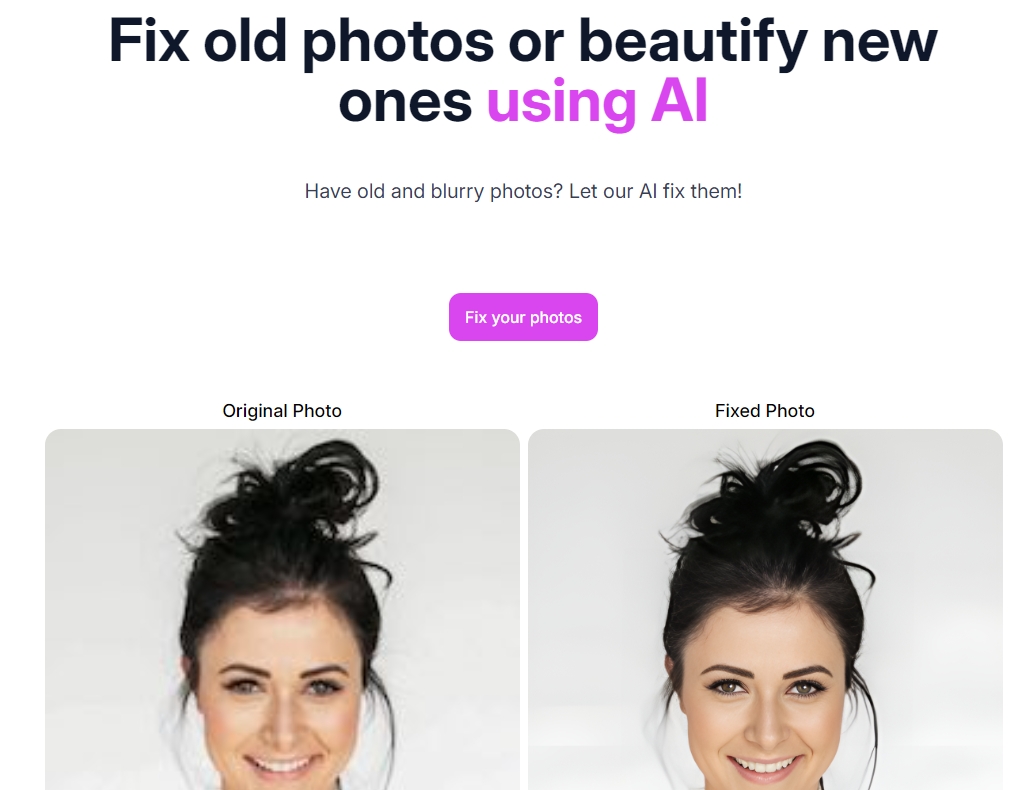 Fix old photos or beautify new
ones using AI
Have old and blurry photos? Let our AI fix them!
Fix your photos
Original Photo
Fixed Photo